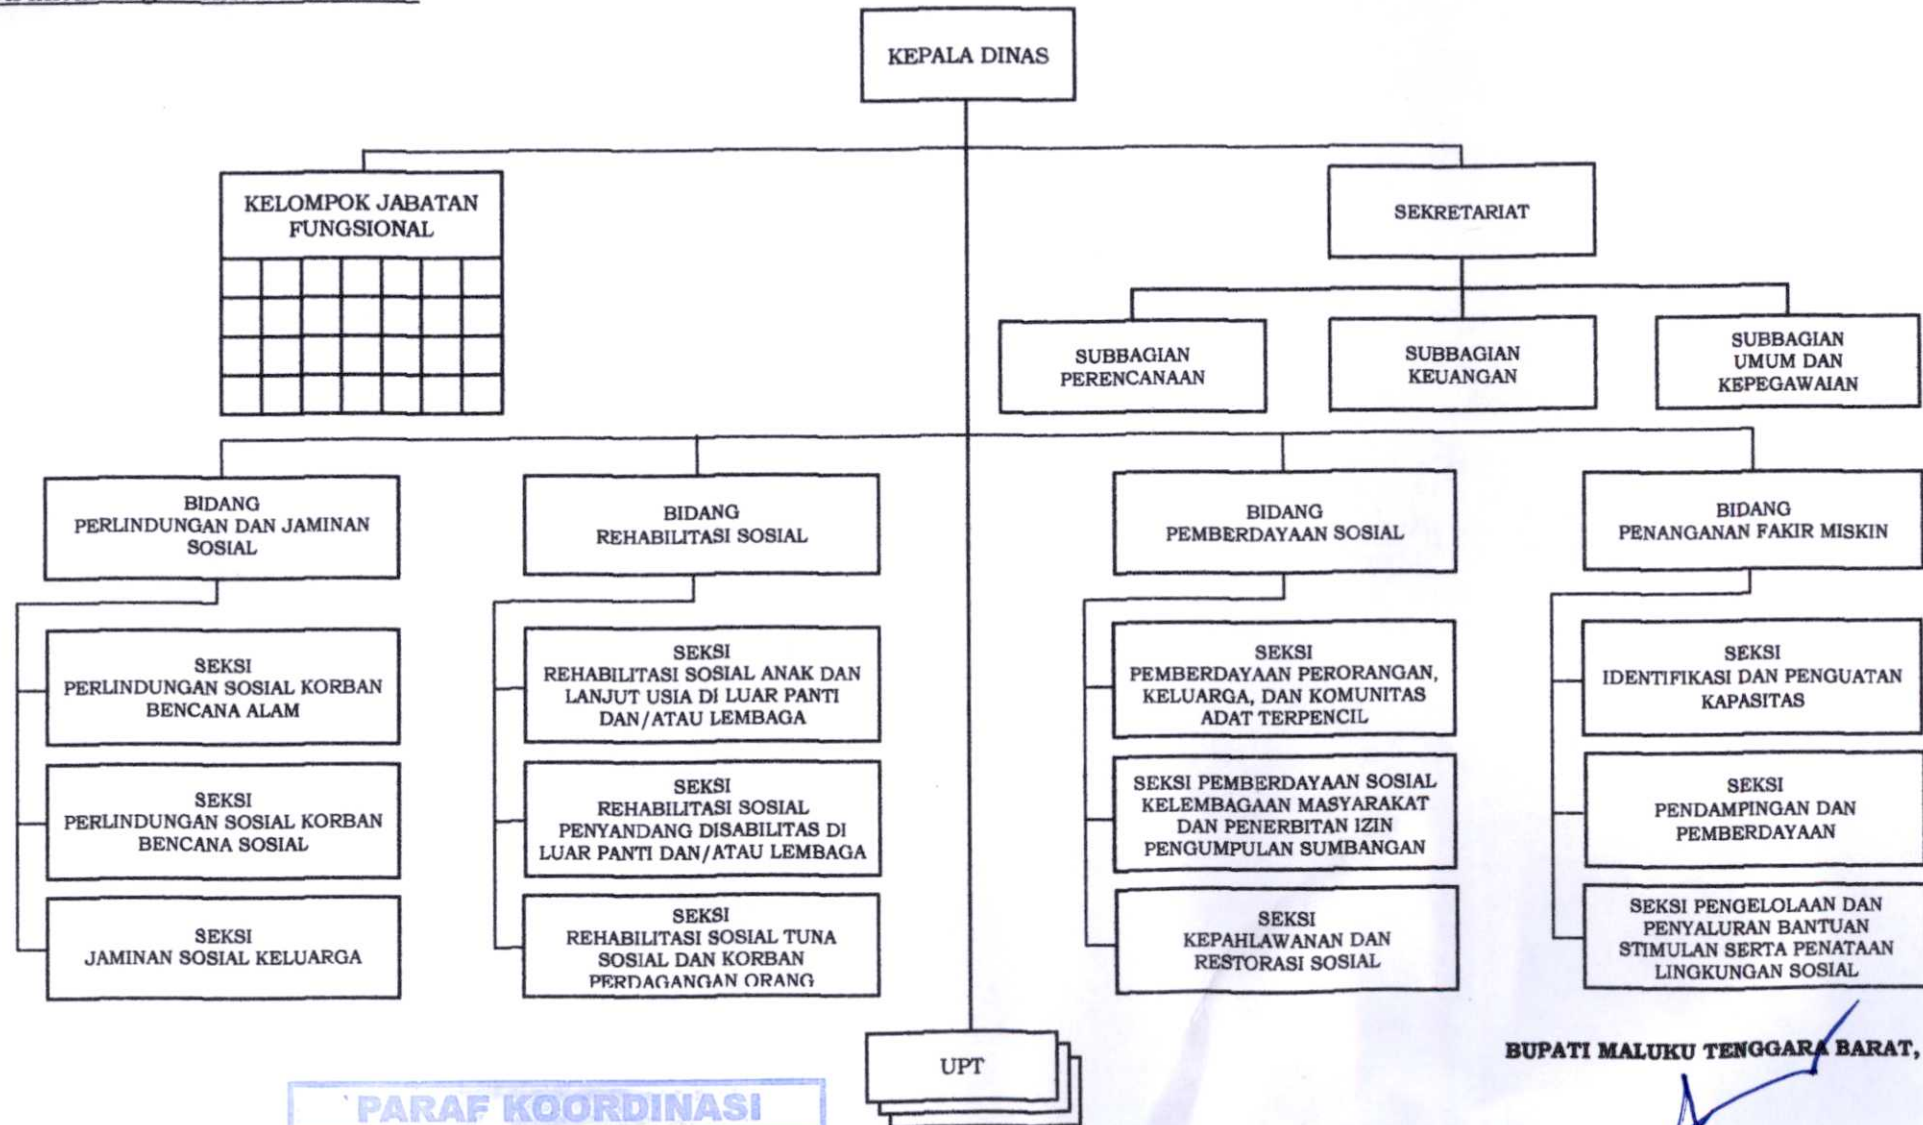 KEPALA DINAS
KELOMPOK JABATAN
FUNGSIONAL
SEKRETARIAT
SUBBAGIAN
PERENCANAAN
SUBBAGIAN
KEUANGAN
SUBBAGIAN
UMUM DAN
KEPEGAWAIAN
BIDANG
PERLINDUNGAN DAN JAMINAN
SOSIAL
BIDANG
REHABILITASI SOSIAL
BIDANG
PEMBERDAYAAN SOSIAL
BIDANG
PENANGANAN FAKIR MISKIN
SEKSI
PERLINDUNGAN SOSIAL KORBAN
BENCANA ALAM
SEKSI
REHABILITASI SOSIAL ANAK DAN
LANJUT USIA DI LUAR PANTI
DAN/ATAU LEMBAGA
SEKSI
PEMBERDAYAAN PERORANGAN,
KELUARGA, DAN KOMUNITAS
ADAT TERPENCIL
SEKSI
IDENTIFIKASI DAN PENGUATAN
KAPASITAS
SEKSI
PERLINDUNGAN SOSIAL KORBAN
BENCANA SOSIAL
SEKSI
REHABILITASI SOSIAL
PENYANDANG DISABILITAS DI
LUAR PANTI DAN/ATAU LEMBAGA
SEKSI PEMBERDAYAAN SOSIAL
KELEMBAGAAN MASYARAKAT
DAN PENERBITAN IZIN
PENGUMPULAN SUMBANGAN
SEKSI
PENDAMPINGAN DAN
PEMBERDAYAAN
SEKSI
JAMINAN SOSIAL KELUARGA
SEKSI
REHABILITASI SOSIAL TUNA
SOSIAL DAN KORBAN
PERDAGANGAN ORANG
SEKSI
KEPAHLAWANAN DAN
RESTORASI SOSIAL
SEKSI PENGELOLAAN DAN
PENYALURAN BANTUAN
STIMULAN SERTA PENATAAN
LINGKUNGAN SOSIAL
UPT
BUPATI MALUKU TENGGARA BARAT,
PARAF KOORDINASI